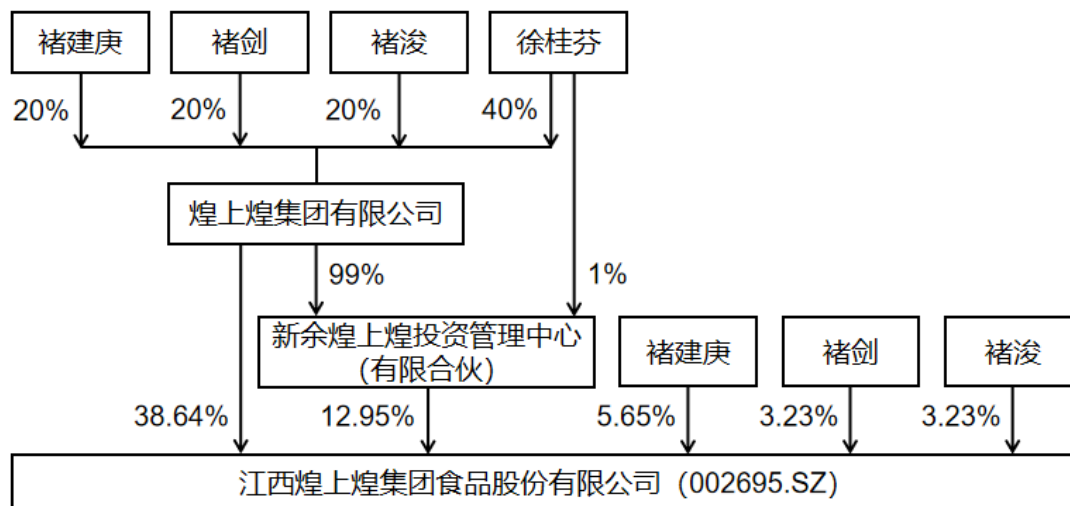 褚建庚
褚剑
褚浚
徐桂芬
20%
20%
20%
40%
煌上煌集团有限公司
99%
1%
新余煌上煌投资管理中心
（有限合伙）
褚建庚
褚剑
褚浚
38.64%
12.95%
5.65%
3.23%
3.23%
江西煌上煌集团食品股份有限公司（002695.SZ）